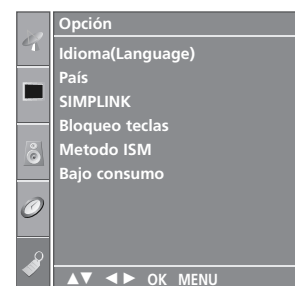 Opción
Idioma(Language)
País
SIMPLINK
Bloqueo teclas
Metodo ISM
Bajo consumo
▲▼ ◄► OK MENU